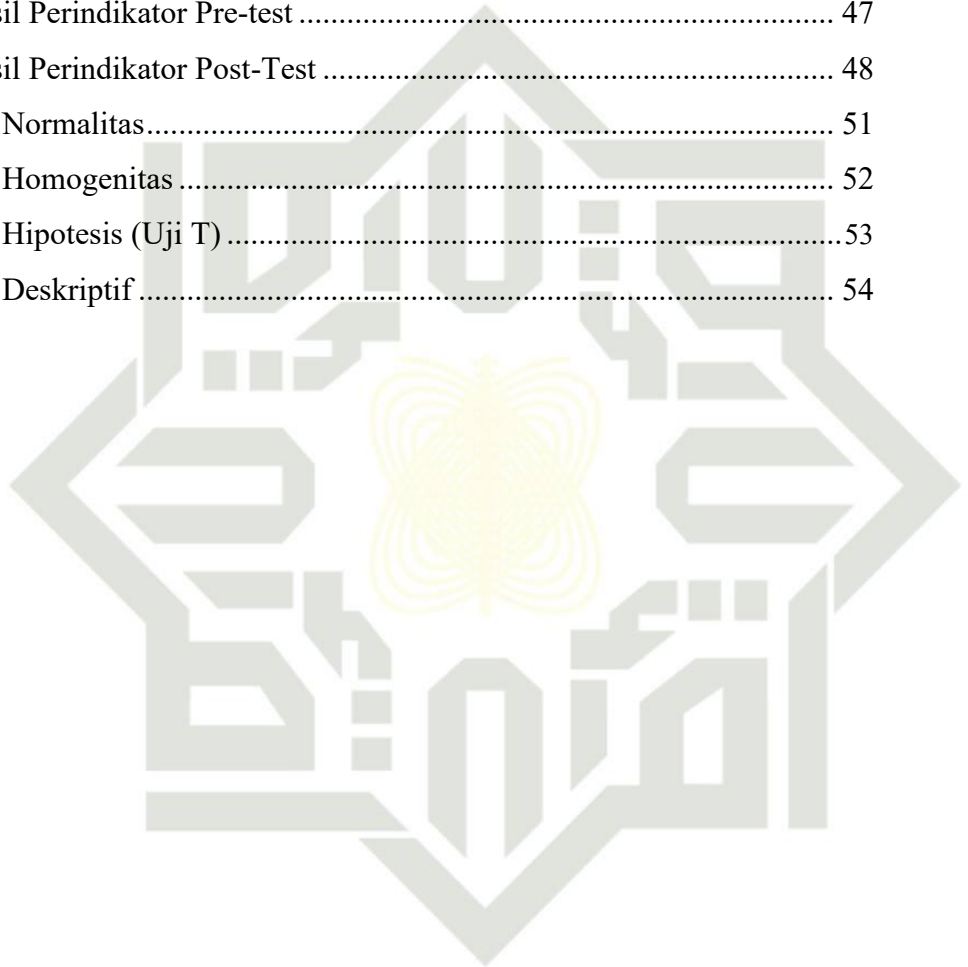 sil Perindikator Pre-test ........................................................................ 47
sil Perindikator Post-Test ..................................................................... 48
Normalitas............................................................................................ 51
Homogenitas ........................................................................................ 52
Hipotesis (Uji T) ..................................................................................53
Deskriptif ............................................................................................. 54